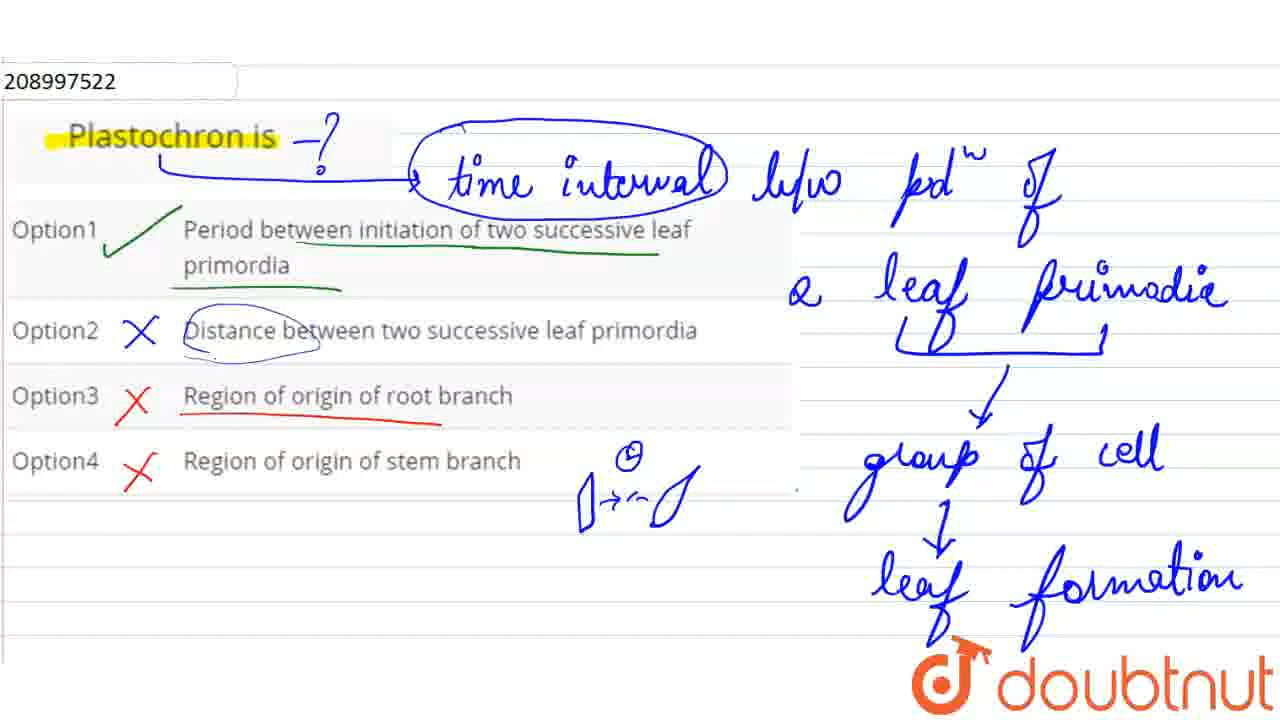 208997522
Plastochron is -?
time interval b/w pdⁿ of
2 leaf primodia
Option1 Period between initiation of two successive leaf
primordia
Option2 Distance between two successive leaf primordia
Option3 Region of origin of root branch
Option4 Region of origin of stem branch
group of cell
leaf formation
doubtnut